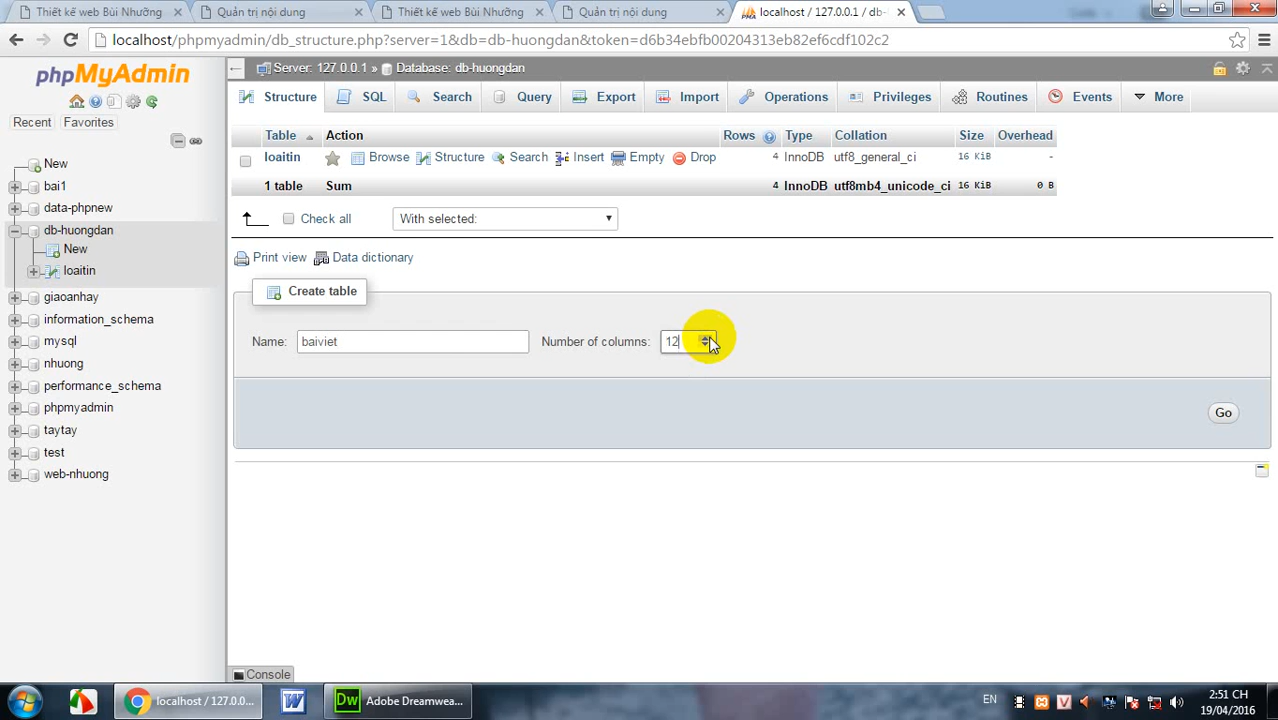 Thiết kế web Bùi Nhưỡng
Quản trị nội dung
Thiết kế web Bùi Nhưỡng
Quản trị nội dung
localhost / 127.0.0.1 / db-
localhost/phpmyadmin/db_structure.php?server=1&db=db-huongdan&token=d6b34ebfb00204313eb82ef6cdf102c2
phpMyAdmin
Recent
Favorites
New
bai1
data-phpnew
db-huongdan
New
loaitin
giaoanhay
information_schema
mysql
nhuong
performance_schema
phpmyadmin
taytay
test
web-nhuong
Server: 127.0.0.1 » Database: db-huongdan
Structure SQL Search Query Export Import Operations Privileges Routines Events More
Table Action Rows Type Collation Size Overhead
loaitin Browse Structure Search Insert Empty Drop 4 InnoDB utf8_general_ci 16 KiB -
1 table Sum 4 InnoDB utf8mb4_unicode_ci 16 KiB 0 B
Check all With selected:
Print view Data dictionary
Create table
Name: baiviet Number of columns: 12
Go
Console
localhost / 127.0.0...
Adobe Dreamwea...
EN
2:51 CH
19/04/2016